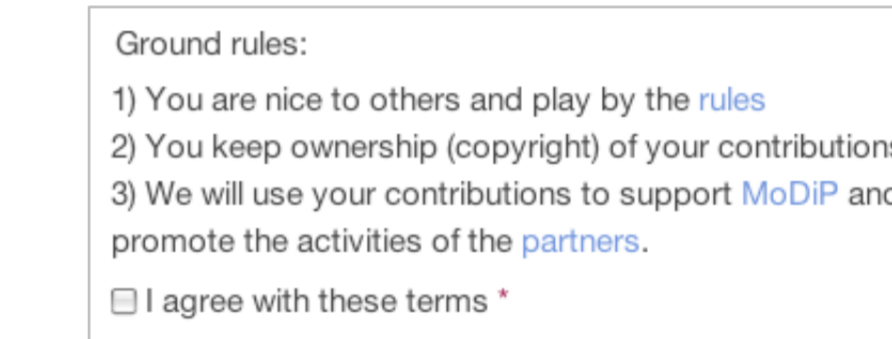 Ground rules:
1) You are nice to others and play by the rules
2) You keep ownership (copyright) of your contributions
3) We will use your contributions to support MoDiP and
promote the activities of the partners.
I agree with these terms *